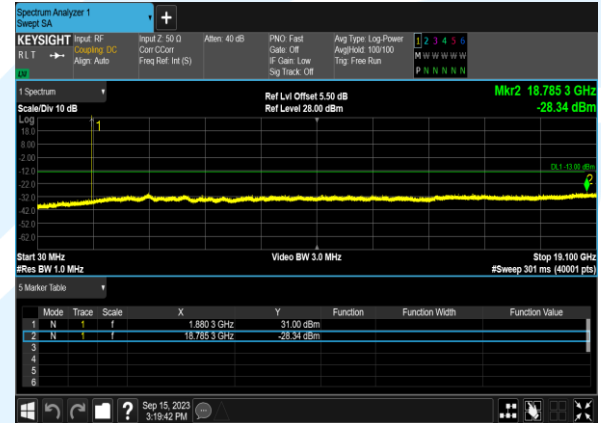 Spectrum Analyzer 1
Swept SA
+
KEYSIGHT Input: RF Input Z: 50 Ω Atten: 40 dB PNO: Fast Avg Type: Log-Power 1 2 3 4 5 6
RLT Coupling: DC Corr CCorr Gate: Off Avg|Hold: 100/100 M W W W W W
Align: Auto Freq Ref: Int (S) IF Gain: Low Trig: Free Run
Sig Track: Off P N N N N N
LXI
1 Spectrum Ref Lvl Offset 5.50 dB Mkr2 18.785 3 GHz
Scale/Div 10 dB Ref Level 28.00 dBm -28.34 dBm
Log
1
18.0
8.00
-2.00
-12.0 DL1 -13.00 dBm
-22.0 2
-32.0
-42.0
-52.0
-62.0
Start 30 MHz Video BW 3.0 MHz Stop 19.100 GHz
#Res BW 1.0 MHz #Sweep 301 ms (40001 pts)
5 Marker Table
Mode Trace Scale X Y Function Function Width Function Value
1 N 1 f 1.880 3 GHz 31.00 dBm
2 N 1 f 18.785 3 GHz -28.34 dBm
3
4
5
6
? Sep 15, 2023
3:19:42 PM